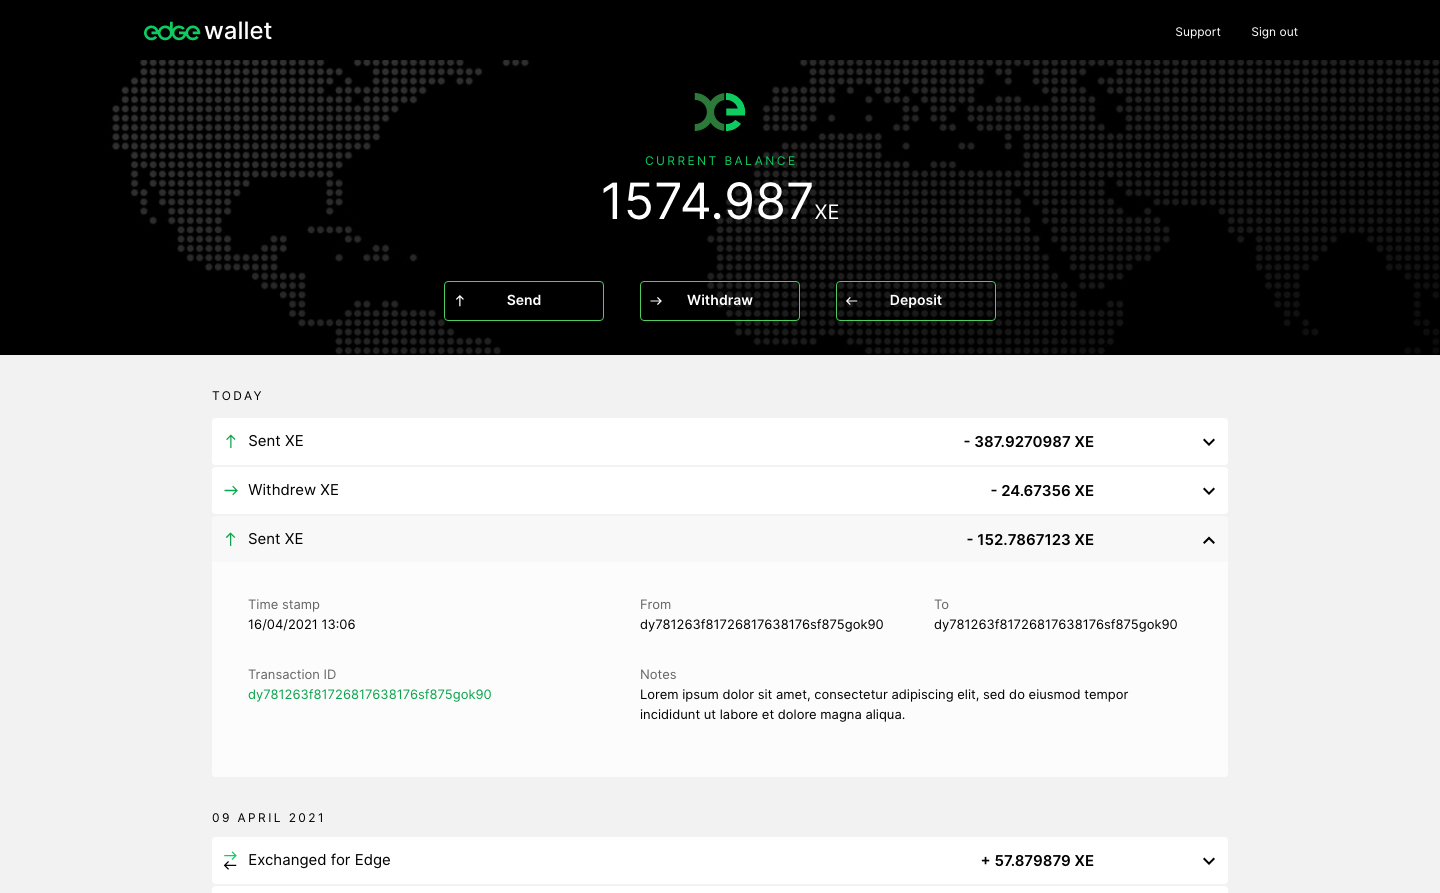 edge wallet
Support
Sign out
xe
CURRENT BALANCE
1574.987XE
Send
Withdraw
Deposit
TODAY
Sent XE
- 387.9270987 XE
Withdrew XE
- 24.67356 XE
Sent XE
- 152.7867123 XE
Time stamp
16/04/2021 13:06
From
dy781263f81726817638176sf875gok90
To
dy781263f81726817638176sf875gok90
Transaction ID
dy781263f81726817638176sf875gok90
Notes
Lorem ipsum dolor sit amet, consectetur adipiscing elit, sed do eiusmod tempor
incididunt ut labore et dolore magna aliqua.
09 APRIL 2021
Exchanged for Edge
+ 57.879879 XE